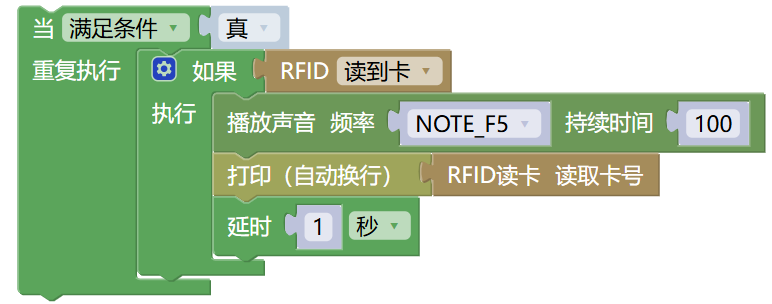 当 满足条件 真
重复执行 如果 RFID 读到卡
执行 播放声音 频率 NOTE_F5 持续时间 100
打印（自动换行） RFID读卡 读取卡号
延时 1 秒